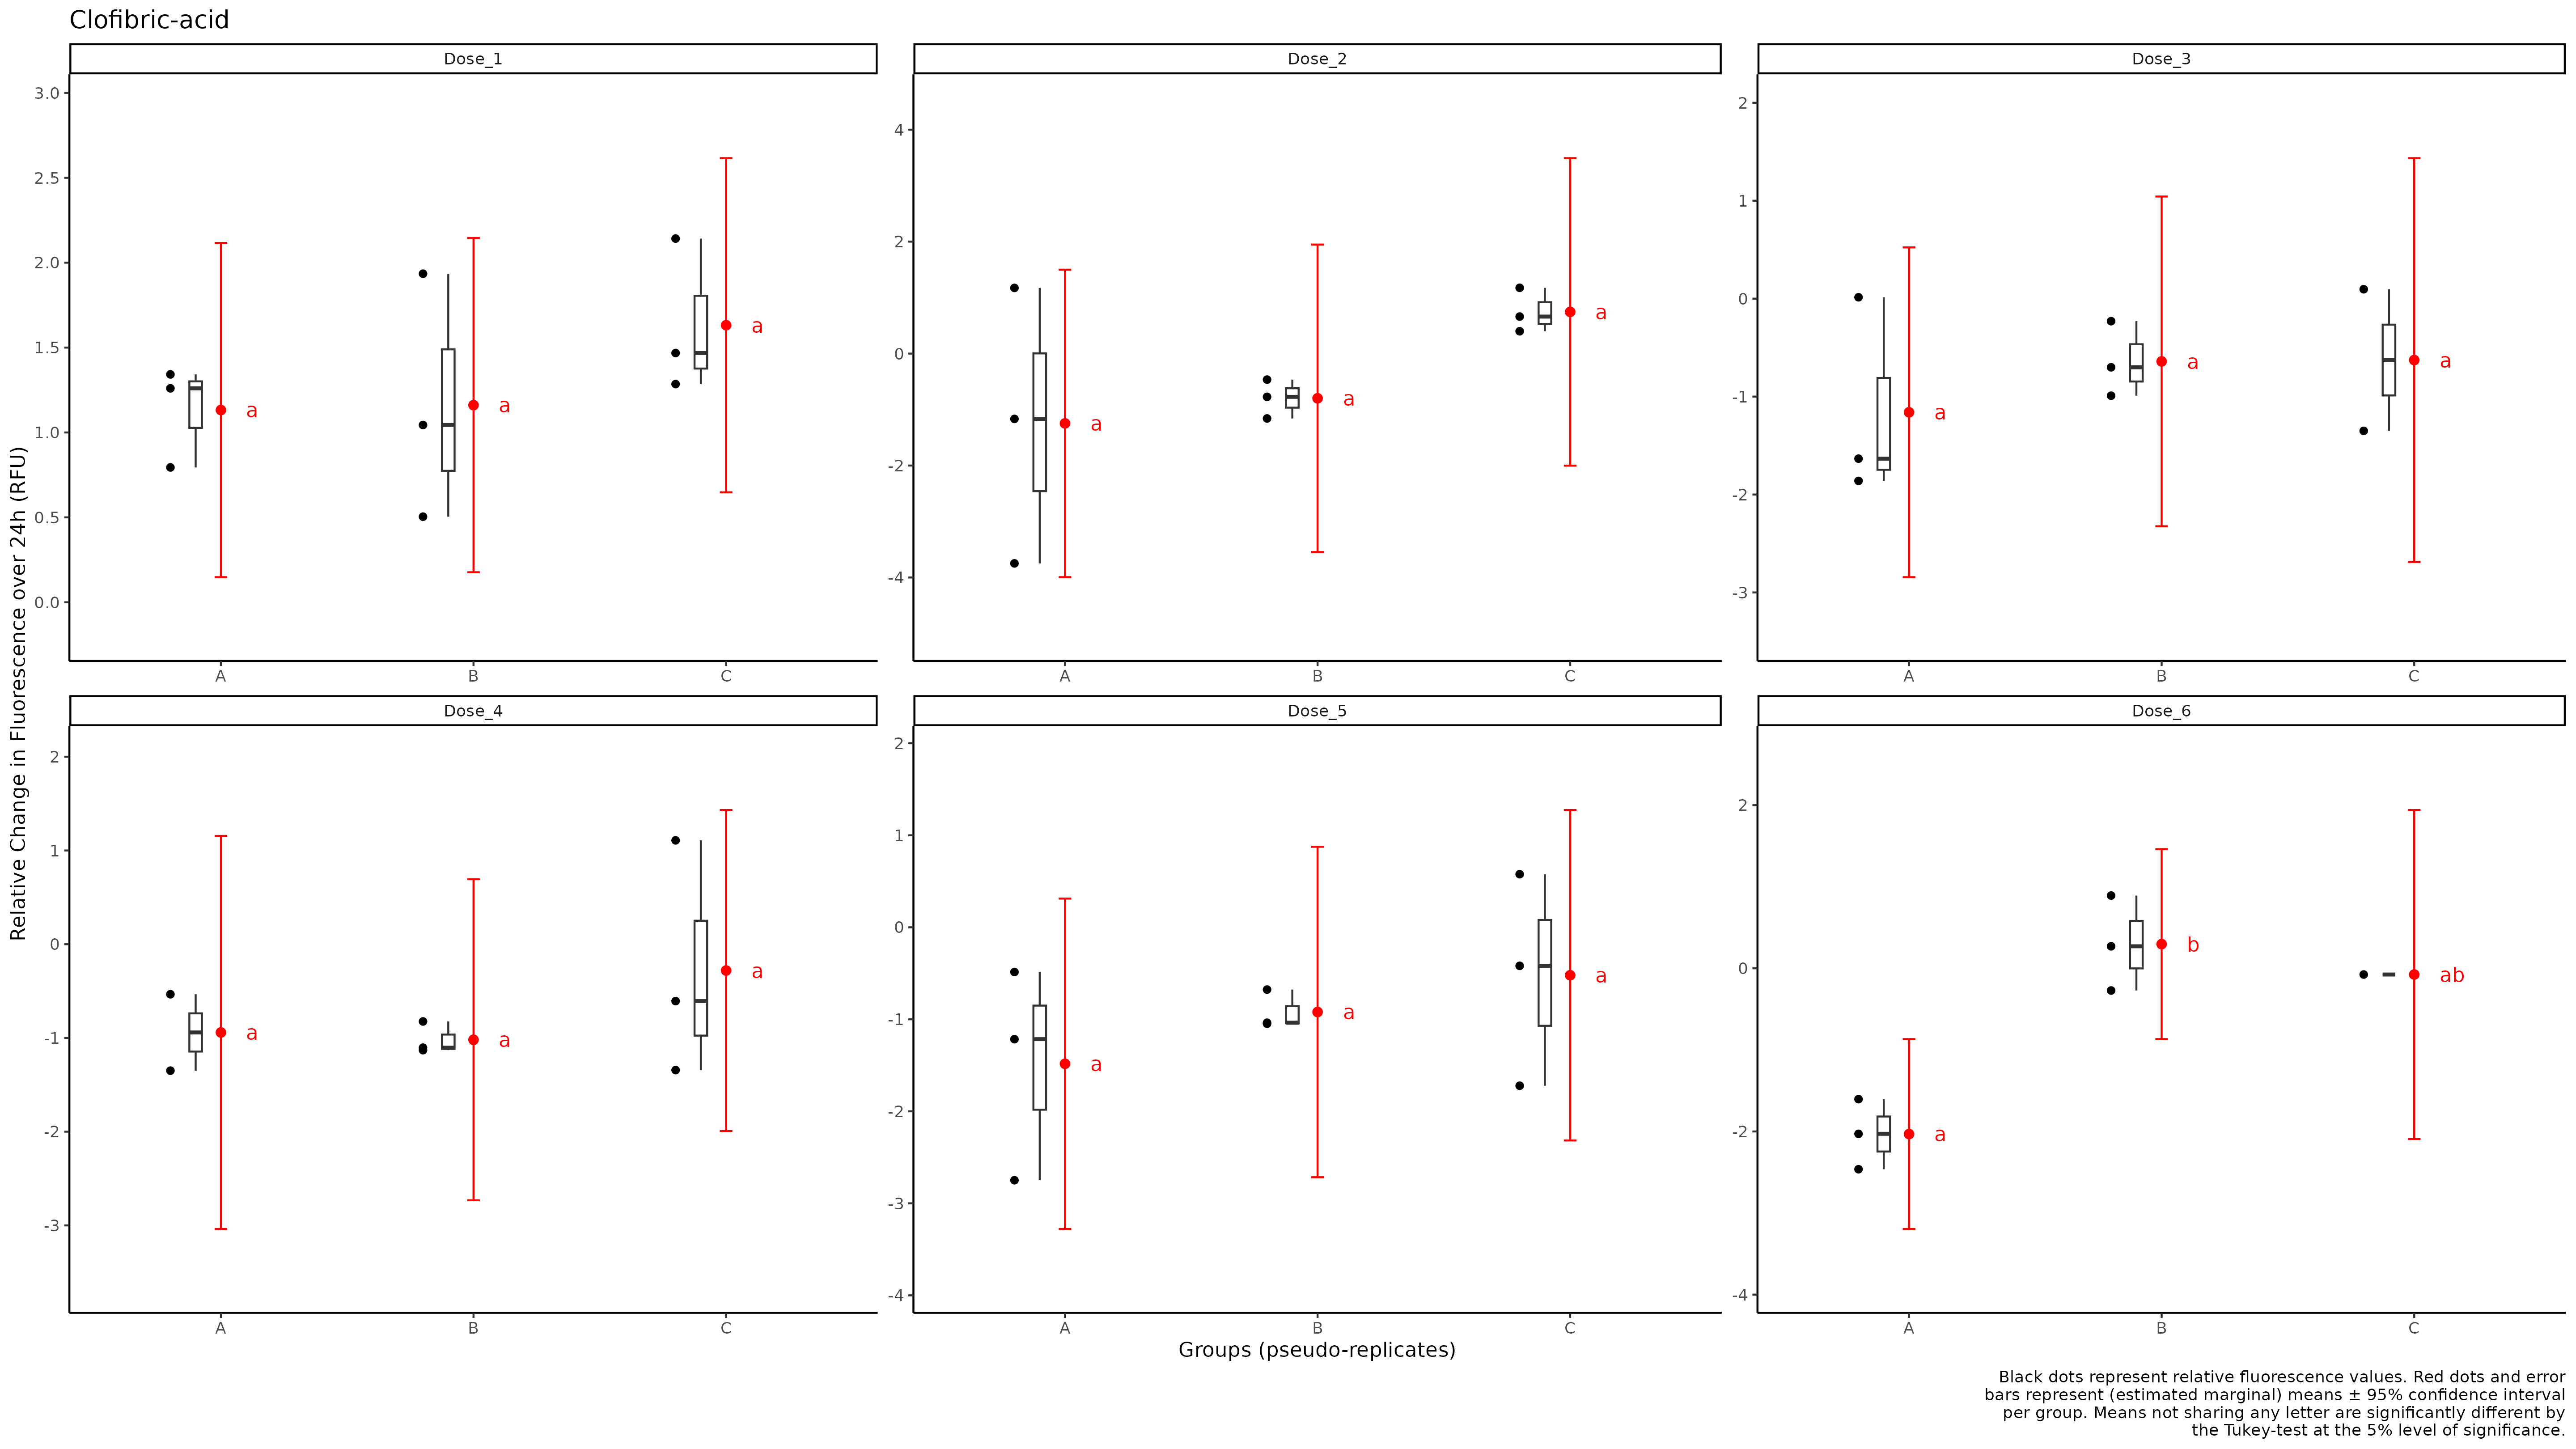 Clofibric-acid
Relative Change in Fluorescence over 24h (RFU)
Dose_1
3.0
2.5
2.0
1.5
1.0
0.5
0.0
a
a
a
A B C
Dose_2
4
2
0
-2
-4
a
a
a
A B C
Dose_3
2
1
0
-1
-2
-3
a
a
a
A B C
Dose_4
2
1
0
-1
-2
-3
a
a
a
A B C
Dose_5
2
1
0
-1
-2
-3
-4
a
a
a
A B C
Dose_6
2
0
-2
-4
a
b
ab
A B C
Groups (pseudo-replicates)
Black dots represent relative fluorescence values. Red dots and error
bars represent (estimated marginal) means ± 95% confidence interval
per group. Means not sharing any letter are significantly different by
the Tukey-test at the 5% level of significance.